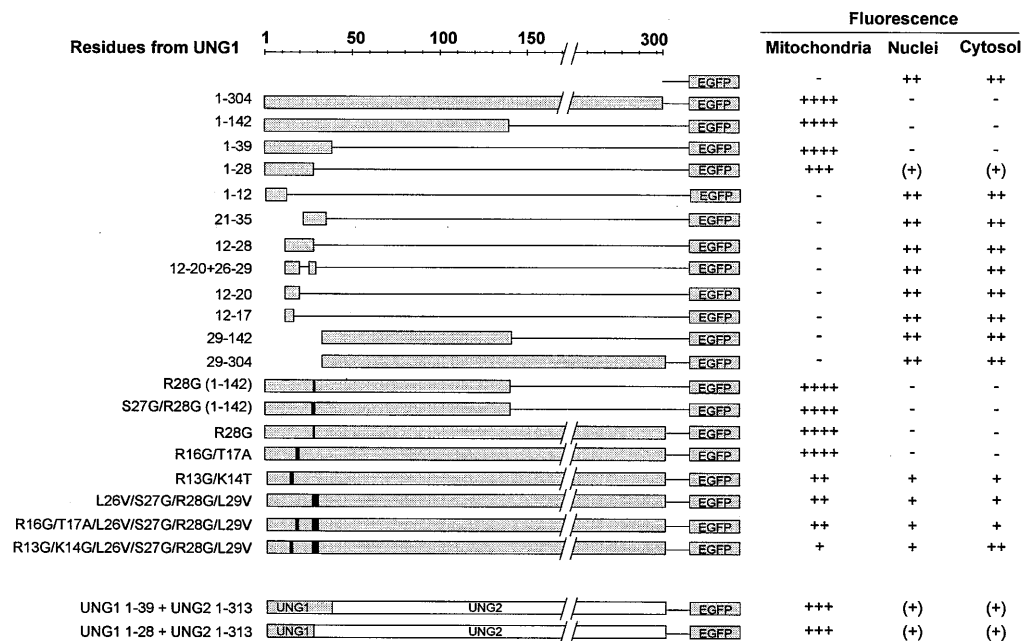 Fluorescence
Residues from UNG1 1 50 100 150 300 Mitochondria Nuclei Cytosol
EGFP - ++ ++
1-304 EGFP ++++ - -
1-142 EGFP ++++ - -
1-39 EGFP ++++ - -
1-28 EGFP +++ (+) (+)
1-12 EGFP - ++ ++
21-35 EGFP - ++ ++
12-28 EGFP - ++ ++
12-20+26-29 EGFP - ++ ++
12-20 EGFP - ++ ++
12-17 EGFP - ++ ++
29-142 EGFP - ++ ++
29-304 EGFP - ++ ++
R28G (1-142) EGFP ++++ - -
S27G/R28G (1-142) EGFP ++++ - -
R28G EGFP ++++ - -
R16G/T17A EGFP ++++ - -
R13G/K14T EGFP ++ + +
L26V/S27G/R28G/L29V EGFP ++ + +
R16G/T17A/L26V/S27G/R28G/L29V EGFP ++ + +
R13G/K14G/L26V/S27G/R28G/L29V EGFP + + ++
UNG1 1-39 + UNG2 1-313 UNG1 UNG2 EGFP +++ (+) (+)
UNG1 1-28 + UNG2 1-313 UNG1 UNG2 EGFP +++ (+) (+)